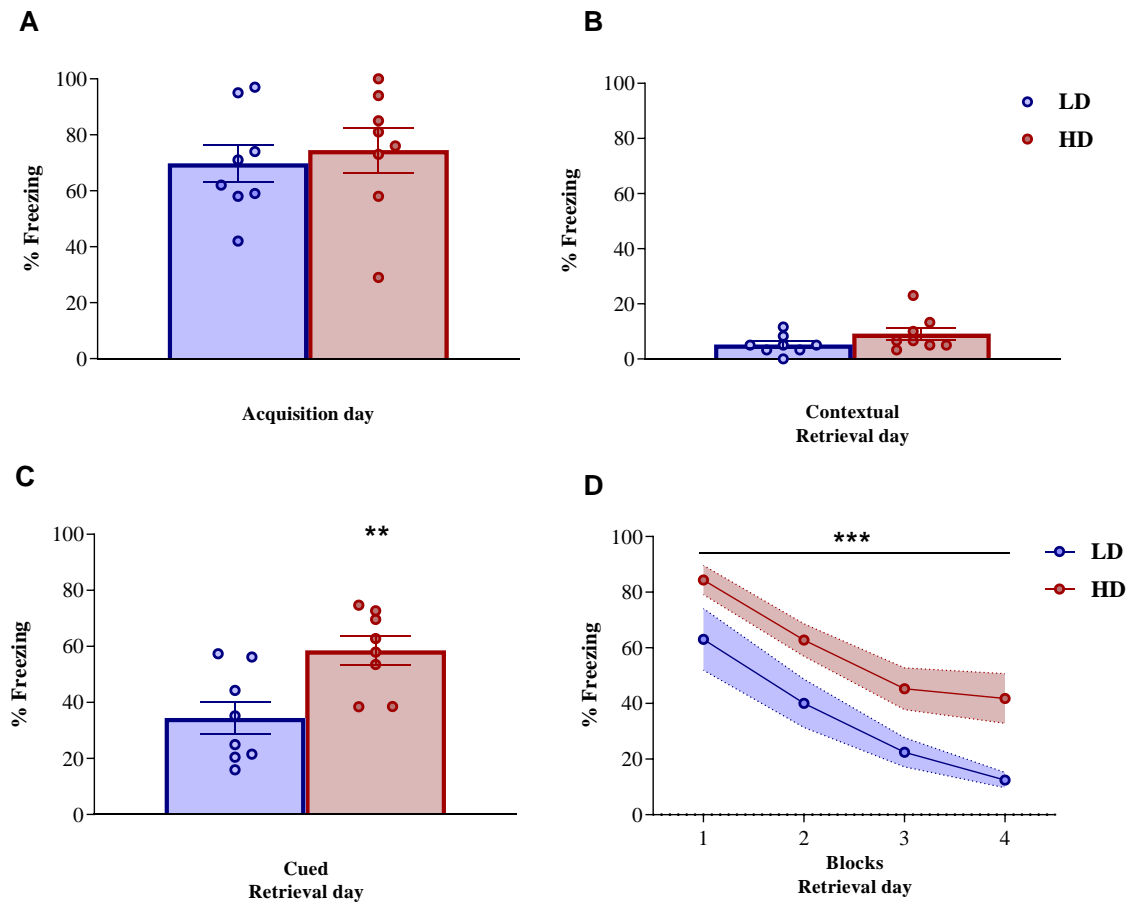 A
% Freezing
100
80
60
40
20
0
Acquisition day
B
% Freezing
100
80
60
40
20
0
LD
HD
Contextual
Retrieval day
C
% Freezing
100
80
60
40
20
0
**
Cued
Retrieval day
D
% Freezing
100
80
60
40
20
0
***
LD
HD
1 2 3 4
Blocks
Retrieval day